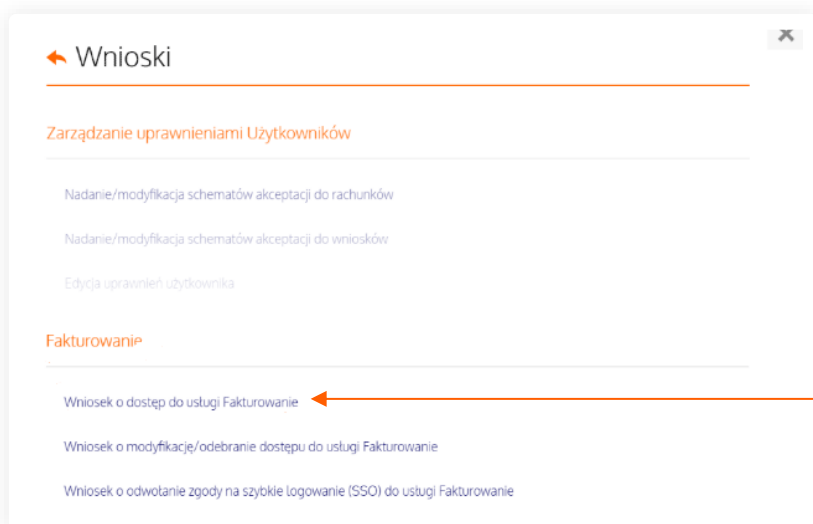 Wnioski
Zarządzanie uprawnieniami Użytkowników
Nadanie/modyfikacja schematów akceptacji do rachunków
Nadanie/modyfikacja schematów akceptacji do wniosków
Edycja uprawnień użytkownika
Fakturowanie
Wniosek o dostęp do usługi Fakturowanie
Wniosek o modyfikację/odebranie dostępu do usługi Fakturowanie
Wniosek o odwołanie zgody na szybkie logowanie (SSO) do usługi Fakturowanie